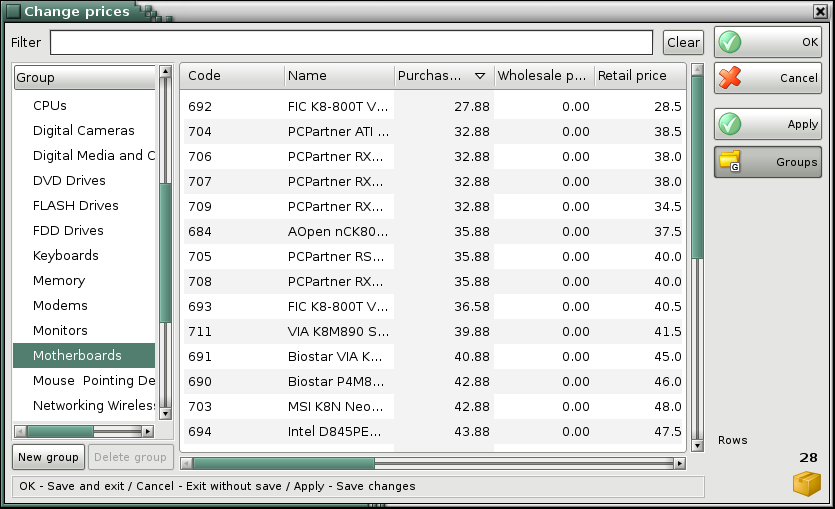 Change prices
Filter
Clear
OK
Cancel
Apply
Groups
Group
CPUs
Digital Cameras
Digital Media and C
DVD Drives
FLASH Drives
FDD Drives
Keyboards
Memory
Modems
Monitors
Motherboards
Mouse  Pointing De
Networking Wireles
New group
Delete group
Code Name Purchas... Wholesale p... Retail price
692 FIC K8-800T V... 27.88 0.00 28.5
704 PCPartner ATI ... 32.88 0.00 38.5
706 PCPartner RX... 32.88 0.00 38.0
707 PCPartner RX... 32.88 0.00 38.0
709 PCPartner RX... 32.88 0.00 34.5
684 AOpen nCK80... 35.88 0.00 37.5
705 PCPartner RS... 35.88 0.00 40.0
708 PCPartner RX... 35.88 0.00 40.0
693 FIC K8-800T V... 36.58 0.00 40.5
711 VIA K8M890 S... 39.88 0.00 41.5
691 Biostar VIA K... 40.88 0.00 45.0
690 Biostar P4M8... 42.88 0.00 46.0
703 MSI K8N Neo... 42.88 0.00 48.0
694 Intel D845PE... 43.88 0.00 47.5
Rows
28
OK - Save and exit / Cancel - Exit without save / Apply - Save changes